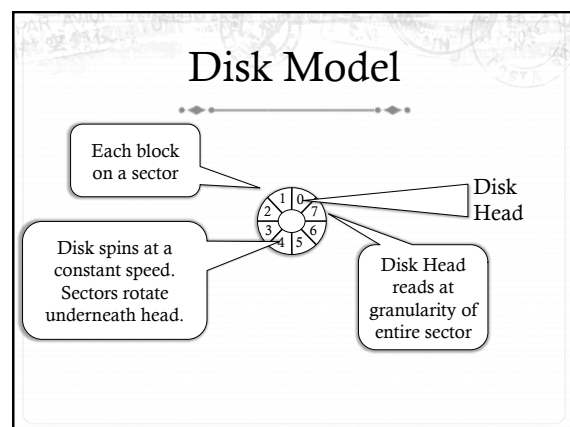 Disk Model
Each block
on a sector
1 0
2 7
3 6
4 5
Disk
Head
Disk spins at a
constant speed.
Sectors rotate
underneath head.
Disk Head
reads at
granularity of
entire sector